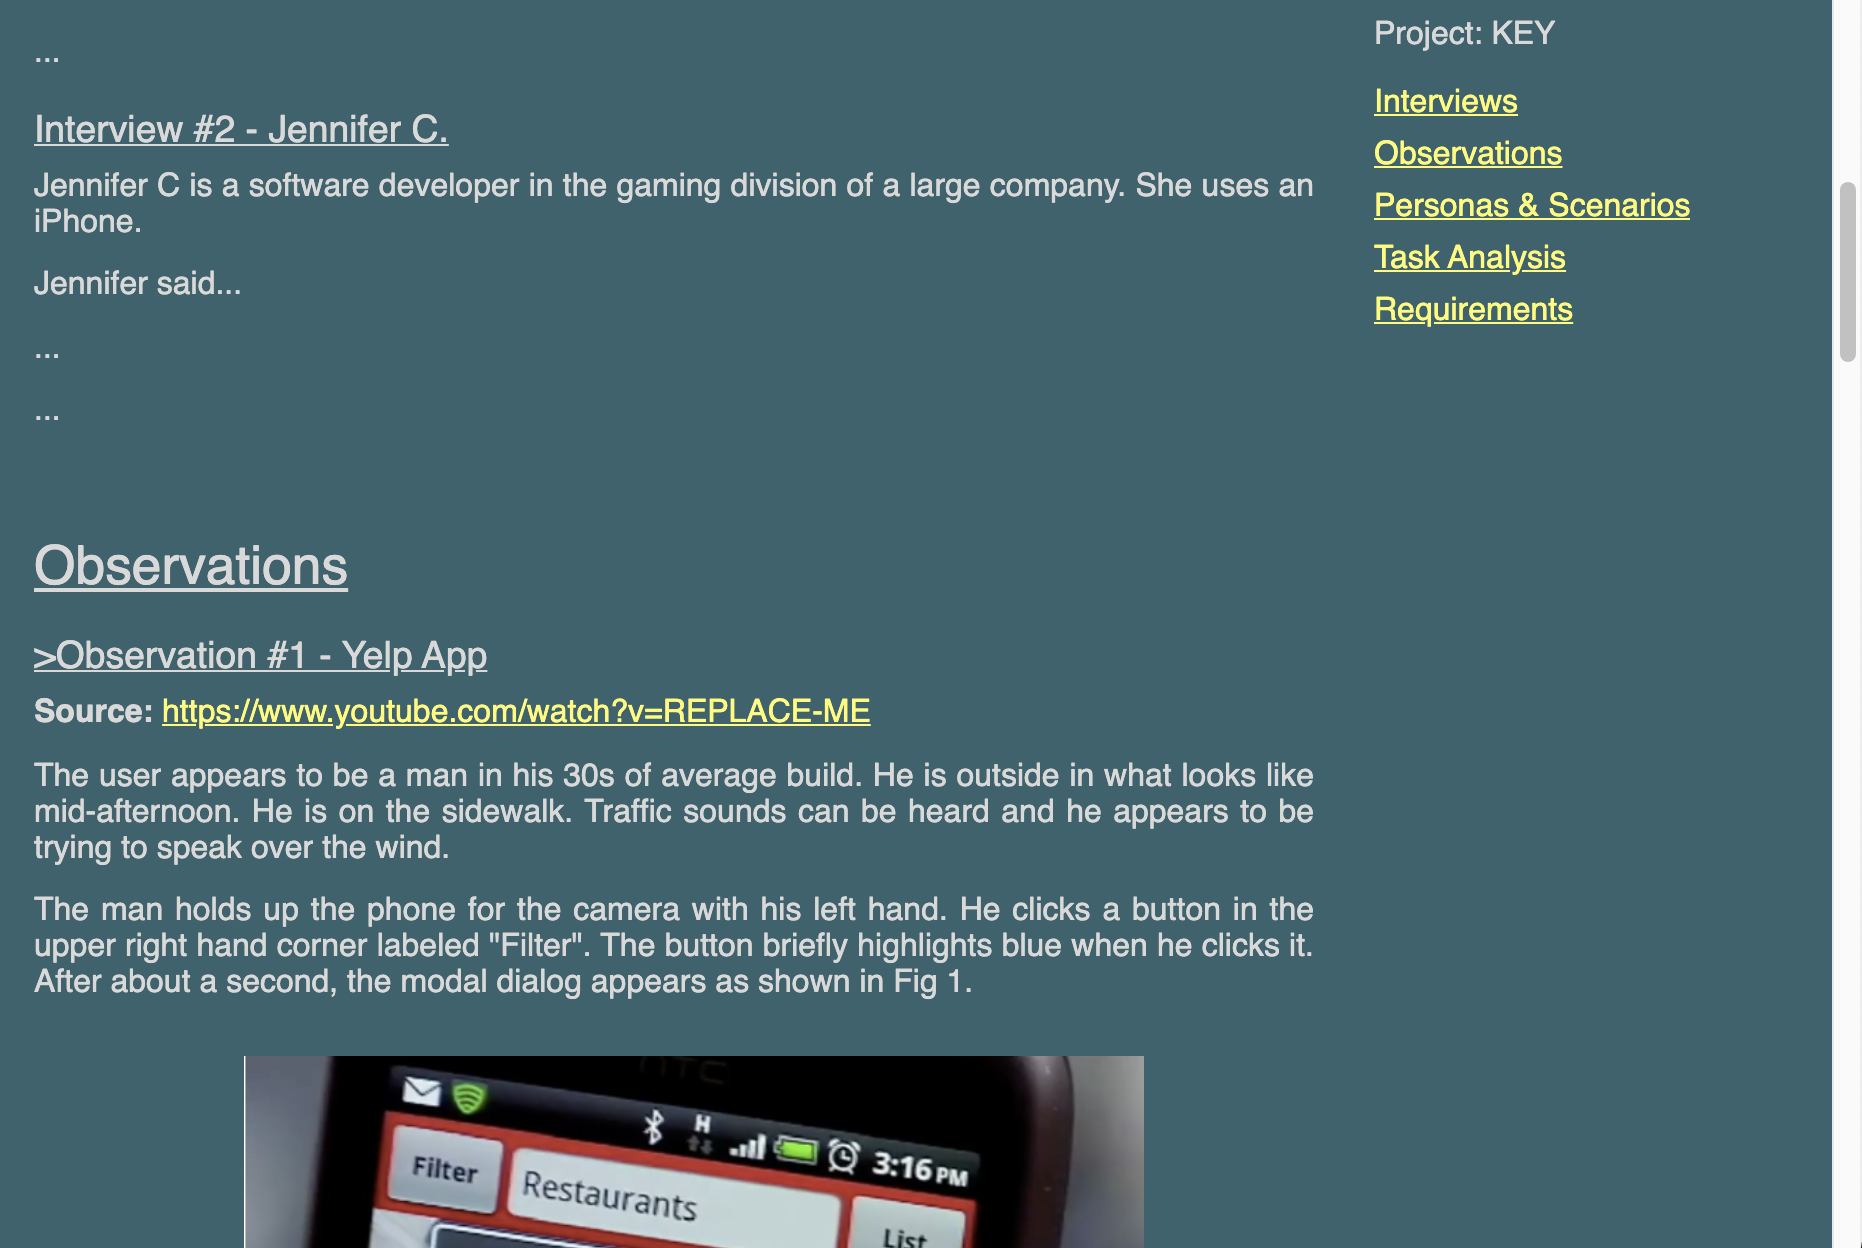 ...
Interview #2 - Jennifer C.
Jennifer C is a software developer in the gaming division of a large company. She uses an
iPhone.
Jennifer said...
...
...
Observations
>Observation #1 - Yelp App
Source: https://www.youtube.com/watch?v=REPLACE-ME
The user appears to be a man in his 30s of average build. He is outside in what looks like
mid-afternoon. He is on the sidewalk. Traffic sounds can be heard and he appears to be
trying to speak over the wind.
The man holds up the phone for the camera with his left hand. He clicks a button in the
upper right hand corner labeled "Filter". The button briefly highlights blue when he clicks it.
After about a second, the modal dialog appears as shown in Fig 1.
hTC
H
3:16 PM
Filter
Restaurants
List
Project: KEY
Interviews
Observations
Personas & Scenarios
Task Analysis
Requirements